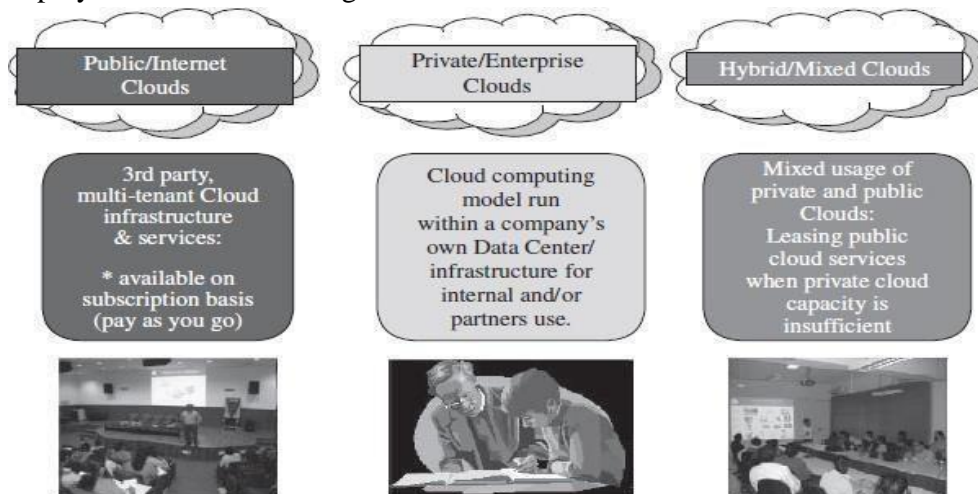 Public/Internet
Clouds
Private/Enterprise
Clouds
Hybrid/Mixed Clouds
3rd party,
multi-tenant Cloud
infrastructure
& services:
* available on
subscription basis
(pay as you go)
Cloud computing
model run
within a company’s
own Data Center/
infrastructure for
internal and/or
partners use.
Mixed usage of
private and public
Clouds:
Leasing public
cloud services
when private cloud
capacity is
insufficient